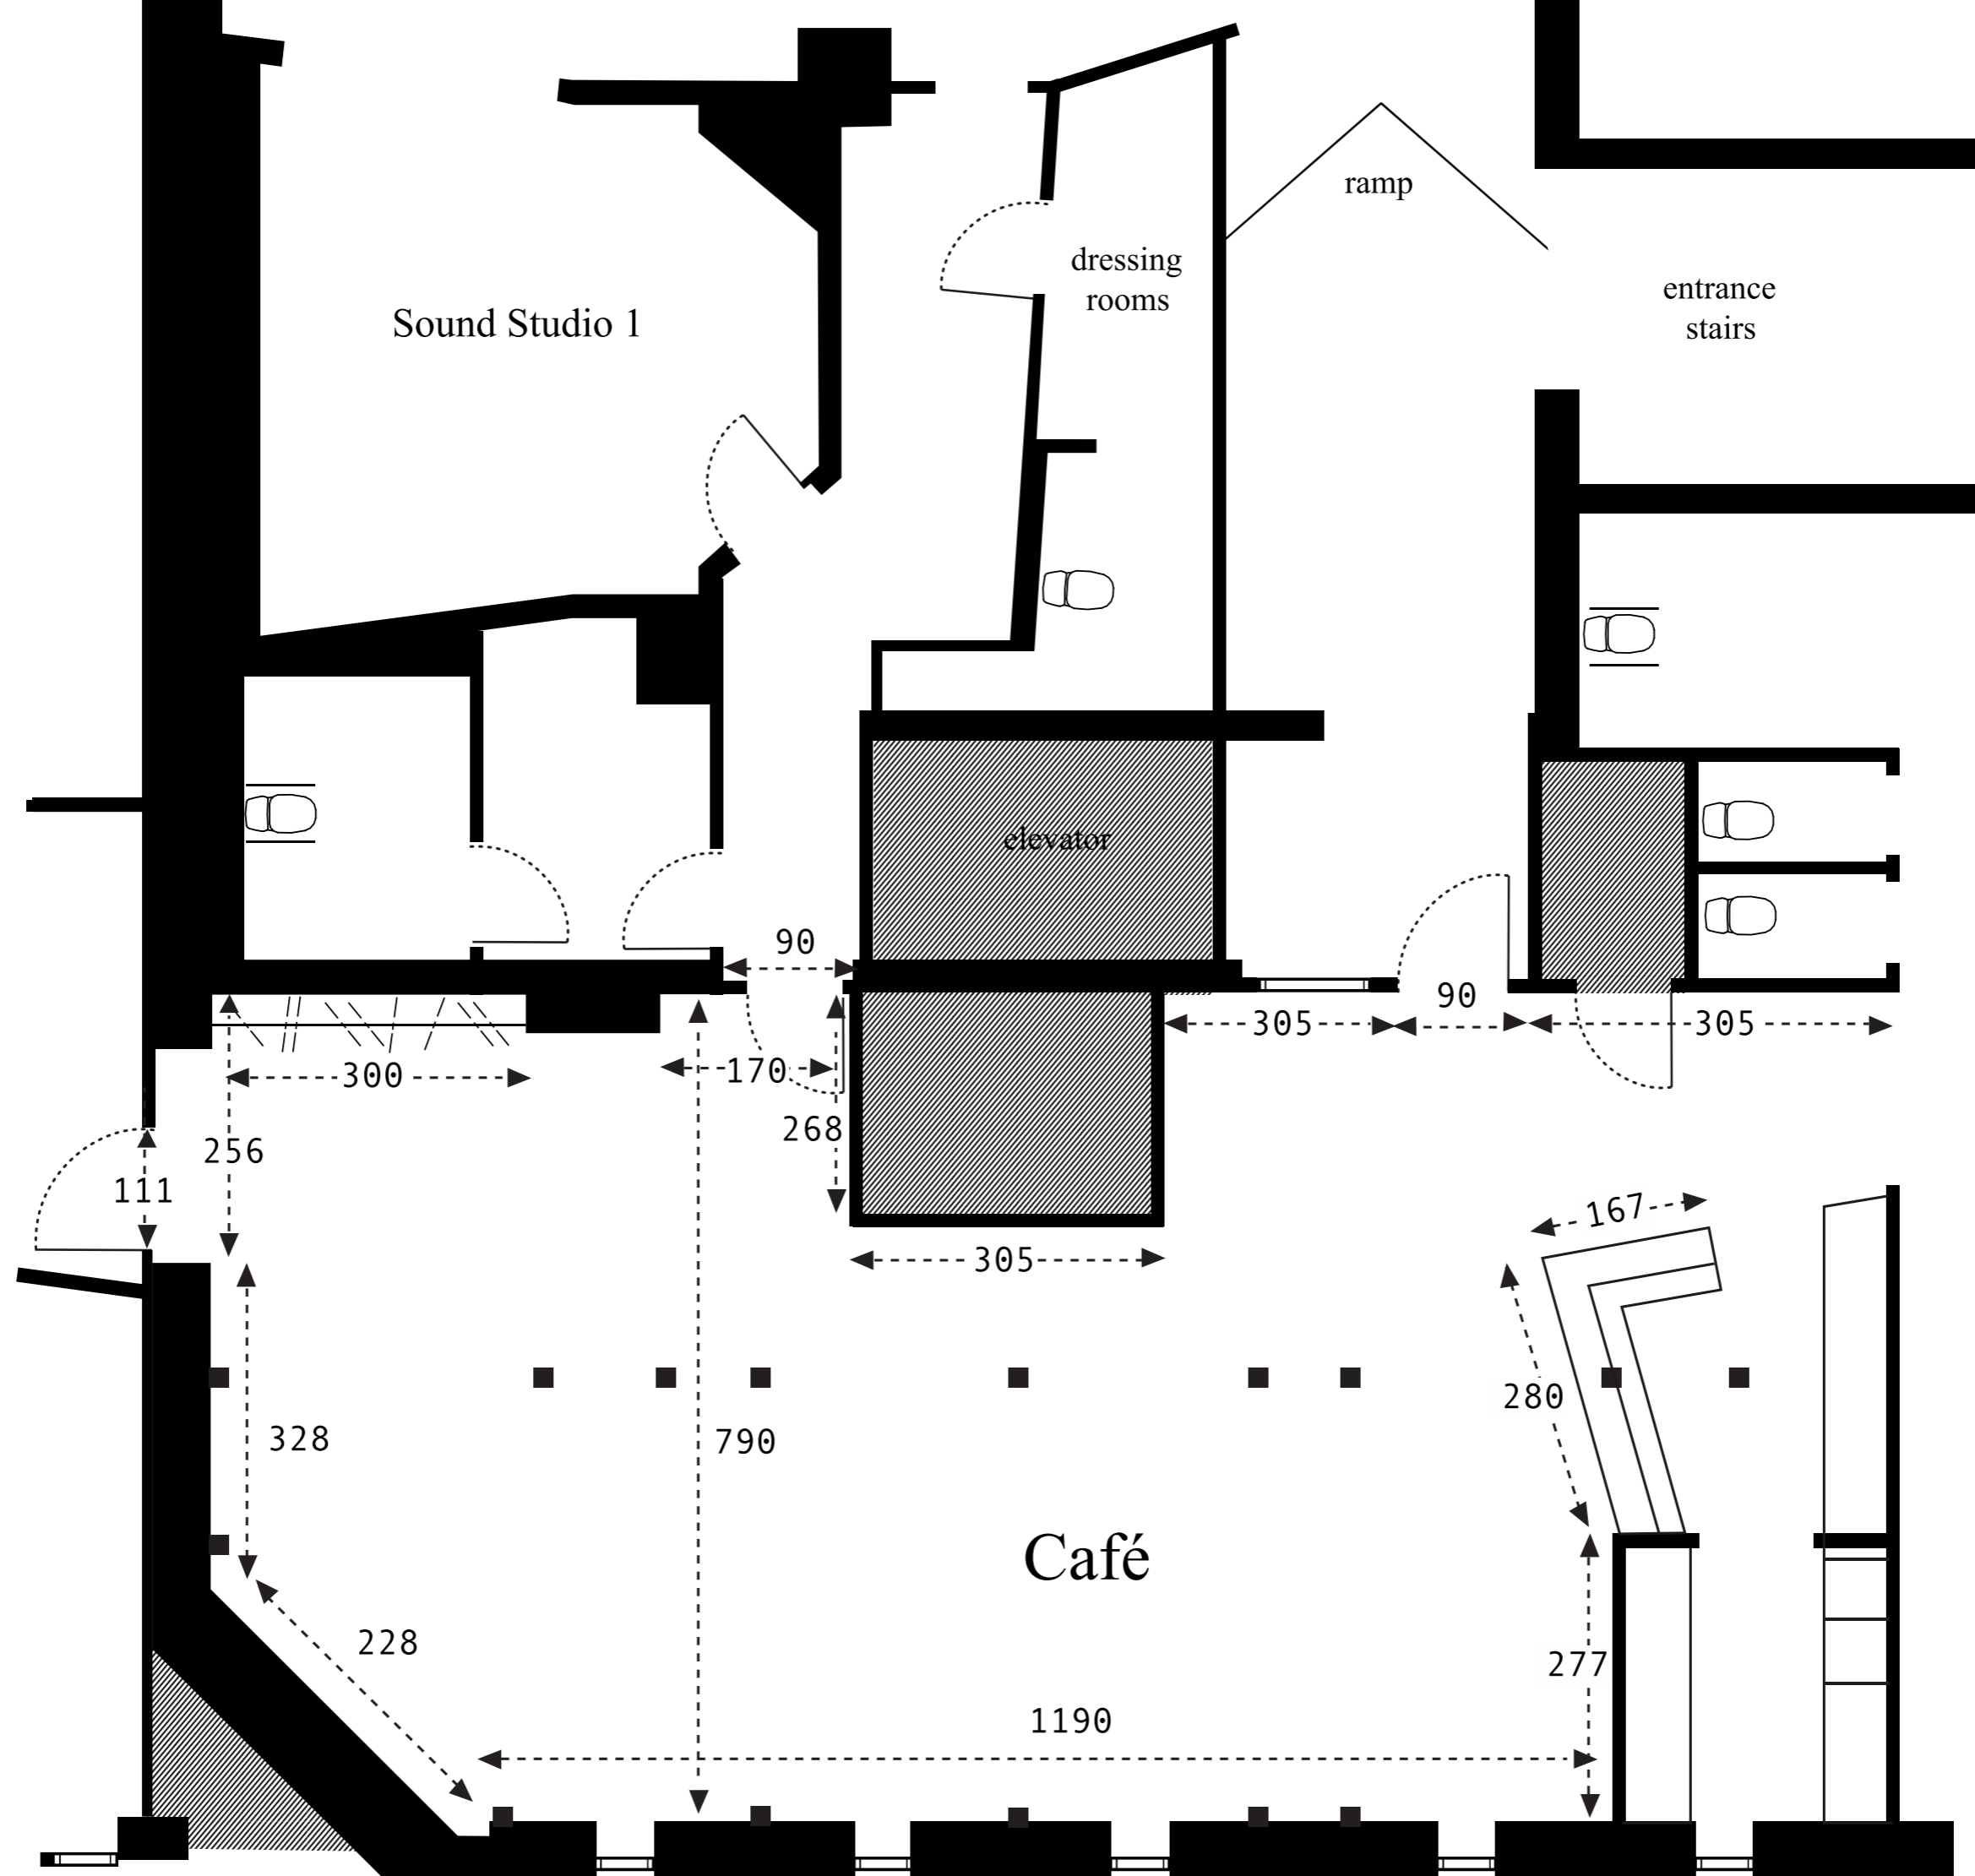 ramp
dressing
rooms
entrance
stairs
Sound Studio 1
elevator
90
90
305
305
300
170
268
256
111
167
305
280
328
790
Café
228
277
1190